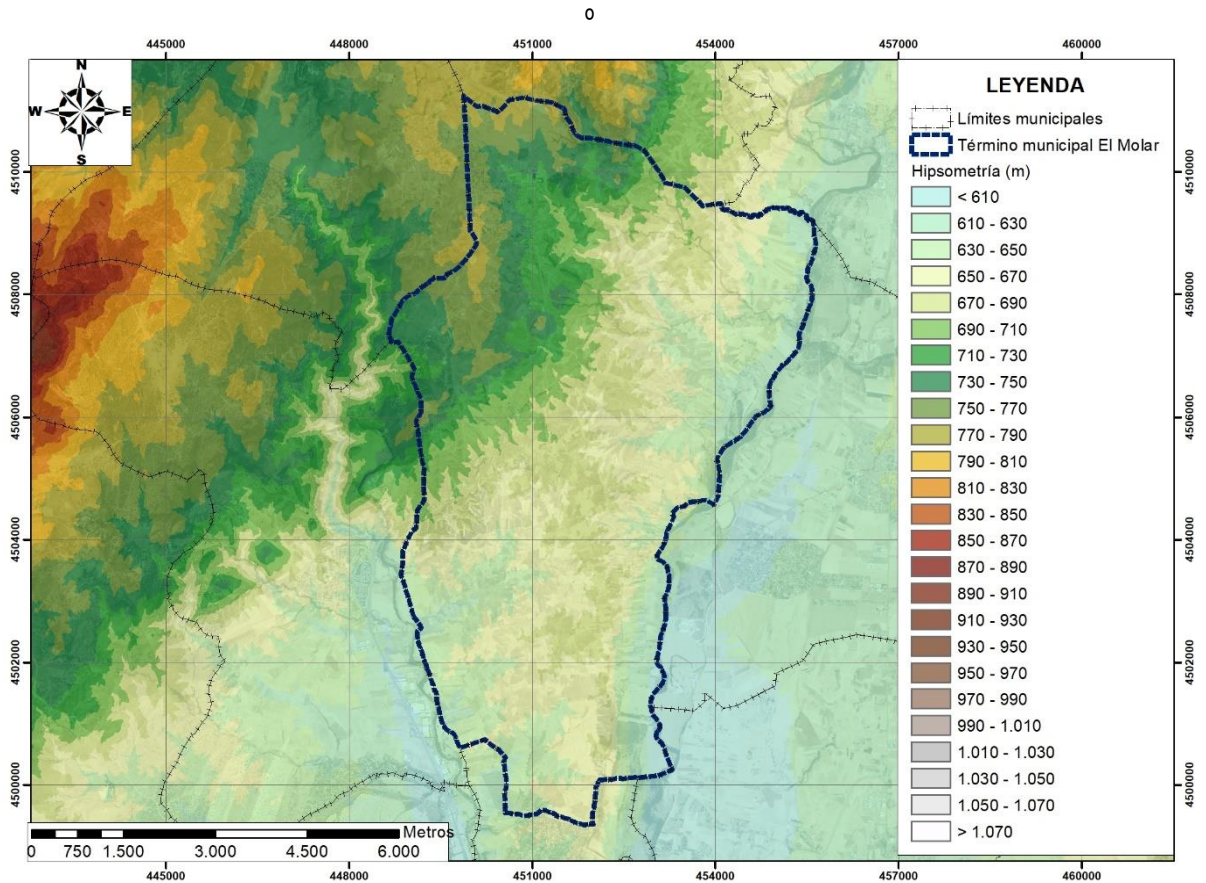 0
445000 448000 451000 454000 457000 460000
N
W E
S
LEYENDA
Límites municipales
Término municipal El Molar
Hipsometría (m)
< 610
610 - 630
630 - 650
650 - 670
670 - 690
690 - 710
710 - 730
730 - 750
750 - 770
770 - 790
790 - 810
810 - 830
830 - 850
850 - 870
870 - 890
890 - 910
910 - 930
930 - 950
950 - 970
970 - 990
990 - 1.010
1.010 - 1.030
1.030 - 1.050
1.050 - 1.070
> 1.070
4510000 4510000
4508000 4508000
4506000 4506000
4504000 4504000
4502000 4502000
4500000 4500000
Metros
0 750 1.500 3.000 4.500 6.000
445000 448000 451000 454000 457000 460000